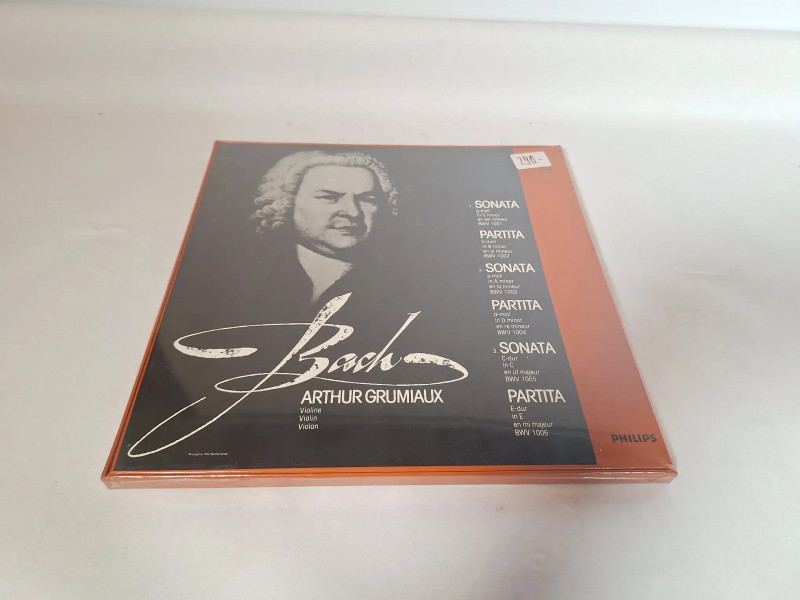 290.-
1. SONATA
g-moll
in G minor
en sol mineur
BWV 1001
PARTITA
h-moll
in B minor
en si mineur
BWV 1002
2. SONATA
a-moll
in A minor
en la mineur
BWV 1003
PARTITA
d-moll
in D minor
en re mineur
BWV 1004
3. SONATA
C-dur
in C
en ut majeur
BWV 1005
PARTITA
E-dur
in E
en mi majeur
BWV 1006
Bach
ARTHUR GRUMIAUX
Violine
Violin
Violon
PHILIPS